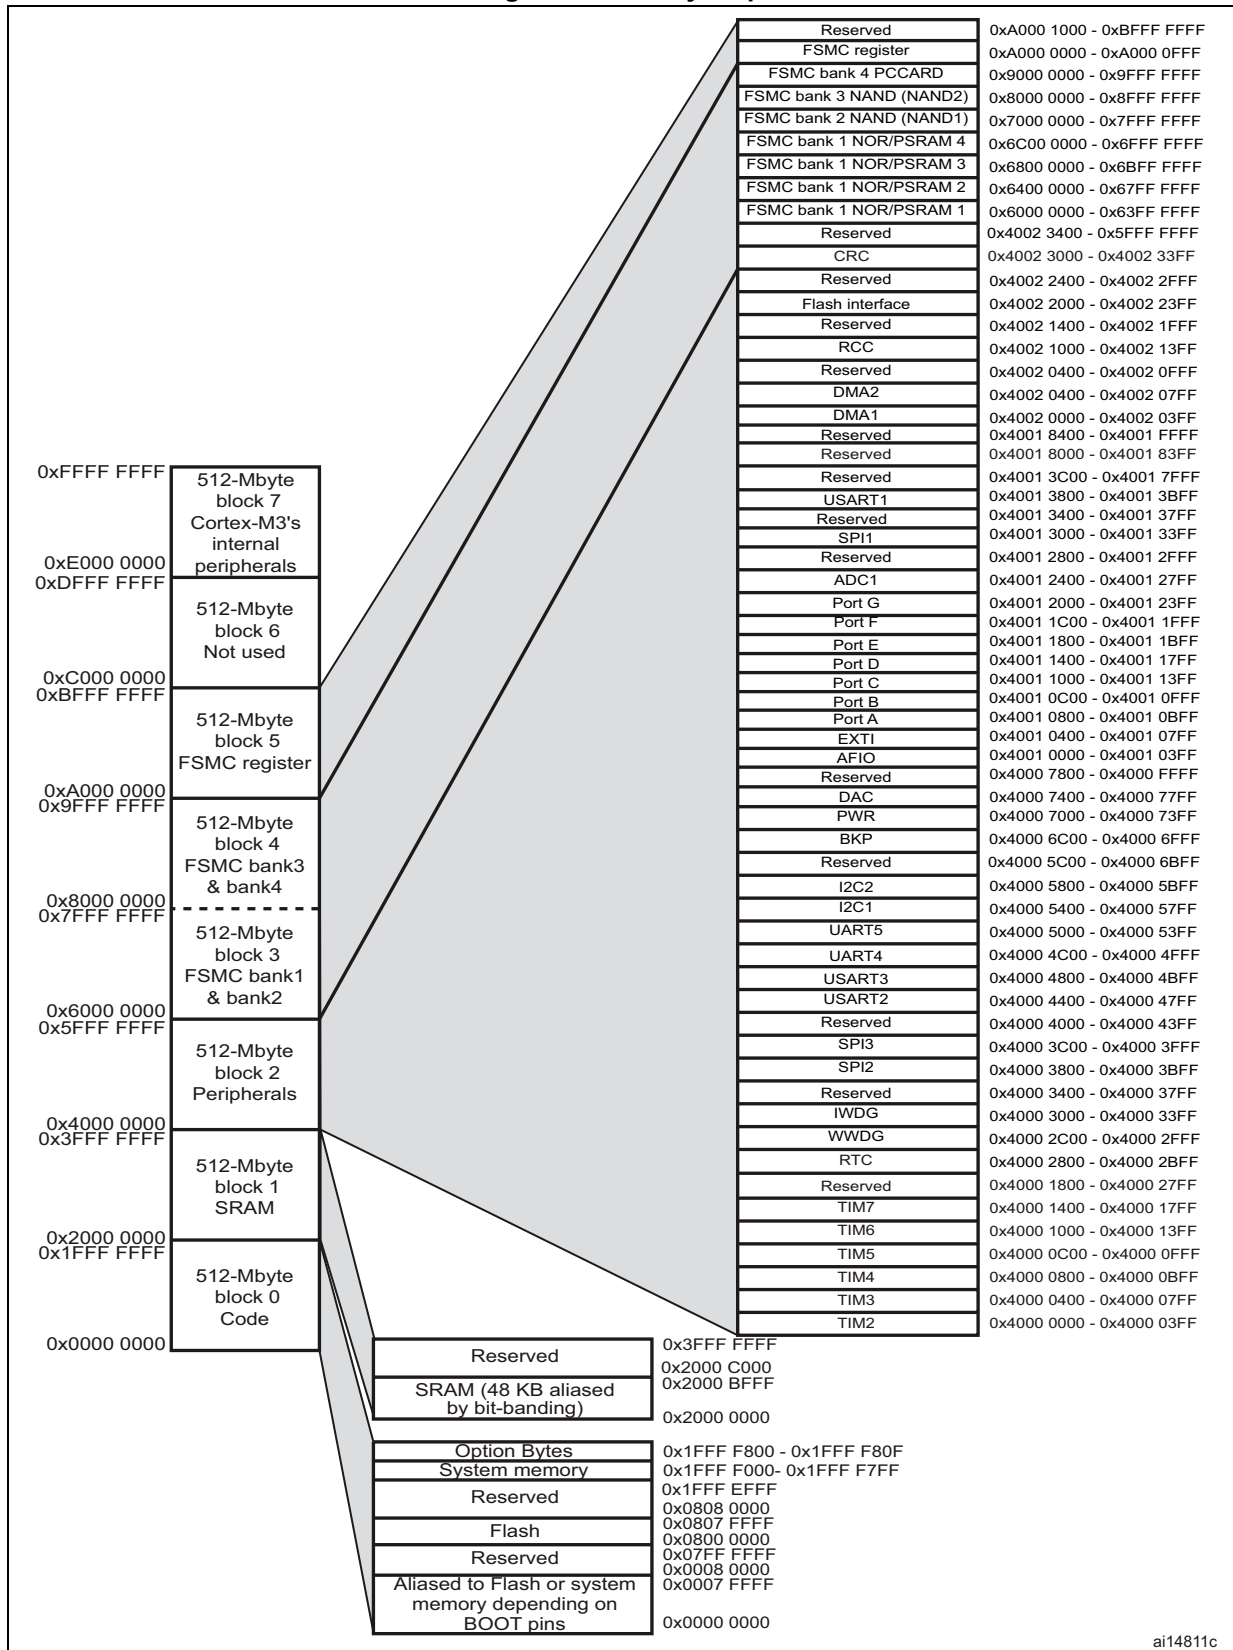 Reserved 0xA000 1000 - 0xBFFF FFFF
FSMC register 0xA000 0000 - 0xA000 0FFF
FSMC bank 4 PCCARD 0x9000 0000 - 0x9FFF FFFF
FSMC bank 3 NAND (NAND2) 0x8000 0000 - 0x8FFF FFFF
FSMC bank 2 NAND (NAND1) 0x7000 0000 - 0x7FFF FFFF
FSMC bank 1 NOR/PSRAM 4 0x6C00 0000 - 0x6FFF FFFF
FSMC bank 1 NOR/PSRAM 3 0x6800 0000 - 0x6BFF FFFF
FSMC bank 1 NOR/PSRAM 2 0x6400 0000 - 0x67FF FFFF
FSMC bank 1 NOR/PSRAM 1 0x6000 0000 - 0x63FF FFFF
Reserved 0x4002 3400 - 0x5FFF FFFF
CRC 0x4002 3000 - 0x4002 33FF
Reserved 0x4002 2400 - 0x4002 2FFF
Flash interface 0x4002 2000 - 0x4002 23FF
Reserved 0x4002 1400 - 0x4002 1FFF
RCC 0x4002 1000 - 0x4002 13FF
Reserved 0x4002 0400 - 0x4002 0FFF
DMA2 0x4002 0400 - 0x4002 07FF
DMA1 0x4002 0000 - 0x4002 03FF
Reserved 0x4001 8400 - 0x4001 FFFF
Reserved 0x4001 8000 - 0x4001 83FF
Reserved 0x4001 3C00 - 0x4001 7FFF
USART1 0x4001 3800 - 0x4001 3BFF
Reserved 0x4001 3400 - 0x4001 37FF
SPI1 0x4001 3000 - 0x4001 33FF
Reserved 0x4001 2800 - 0x4001 2FFF
ADC1 0x4001 2400 - 0x4001 27FF
Port G 0x4001 2000 - 0x4001 23FF
Port F 0x4001 1C00 - 0x4001 1FFF
Port E 0x4001 1800 - 0x4001 1BFF
Port D 0x4001 1400 - 0x4001 17FF
Port C 0x4001 1000 - 0x4001 13FF
Port B 0x4001 0C00 - 0x4001 0FFF
Port A 0x4001 0800 - 0x4001 0BFF
EXTI 0x4001 0400 - 0x4001 07FF
AFIO 0x4001 0000 - 0x4001 03FF
Reserved 0x4000 7800 - 0x4000 FFFF
DAC 0x4000 7400 - 0x4000 77FF
PWR 0x4000 7000 - 0x4000 73FF
BKP 0x4000 6C00 - 0x4000 6FFF
Reserved 0x4000 5C00 - 0x4000 6BFF
I2C2 0x4000 5800 - 0x4000 5BFF
I2C1 0x4000 5400 - 0x4000 57FF
UART5 0x4000 5000 - 0x4000 53FF
UART4 0x4000 4C00 - 0x4000 4FFF
USART3 0x4000 4800 - 0x4000 4BFF
USART2 0x4000 4400 - 0x4000 47FF
Reserved 0x4000 4000 - 0x4000 43FF
SPI3 0x4000 3C00 - 0x4000 3FFF
SPI2 0x4000 3800 - 0x4000 3BFF
Reserved 0x4000 3400 - 0x4000 37FF
IWDG 0x4000 3000 - 0x4000 33FF
WWDG 0x4000 2C00 - 0x4000 2FFF
RTC 0x4000 2800 - 0x4000 2BFF
Reserved 0x4000 1800 - 0x4000 27FF
TIM7 0x4000 1400 - 0x4000 17FF
TIM6 0x4000 1000 - 0x4000 13FF
TIM5 0x4000 0C00 - 0x4000 0FFF
TIM4 0x4000 0800 - 0x4000 0BFF
TIM3 0x4000 0400 - 0x4000 07FF
TIM2 0x4000 0000 - 0x4000 03FF
0xFFFF FFFF
512-Mbyte
block 7
Cortex-M3's
internal
peripherals
0xE000 0000
0xDFFF FFFF
512-Mbyte
block 6
Not used
0xC000 0000
0xBFFF FFFF
512-Mbyte
block 5
FSMC register
0xA000 0000
0x9FFF FFFF
512-Mbyte
block 4
FSMC bank3
& bank4
0x8000 0000
0x7FFF FFFF
512-Mbyte
block 3
FSMC bank1
& bank2
0x6000 0000
0x5FFF FFFF
512-Mbyte
block 2
Peripherals
0x4000 0000
0x3FFF FFFF
512-Mbyte
block 1
SRAM
0x2000 0000
0x1FFF FFFF
512-Mbyte
block 0
Code
0x0000 0000
0x3FFF FFFF
Reserved
0x2000 C000
0x2000 BFFF
SRAM (48 KB aliased
by bit-banding)
0x2000 0000
Option Bytes 0x1FFF F800 - 0x1FFF F80F
System memory 0x1FFF F000- 0x1FFF F7FF
0x1FFF EFFF
Reserved
0x0808 0000
0x0807 FFFF
Flash
0x0800 0000
0x07FF FFFF
Reserved
0x0008 0000
0x0007 FFFF
Aliased to Flash or system
memory depending on
BOOT pins
0x0000 0000
ai14811c